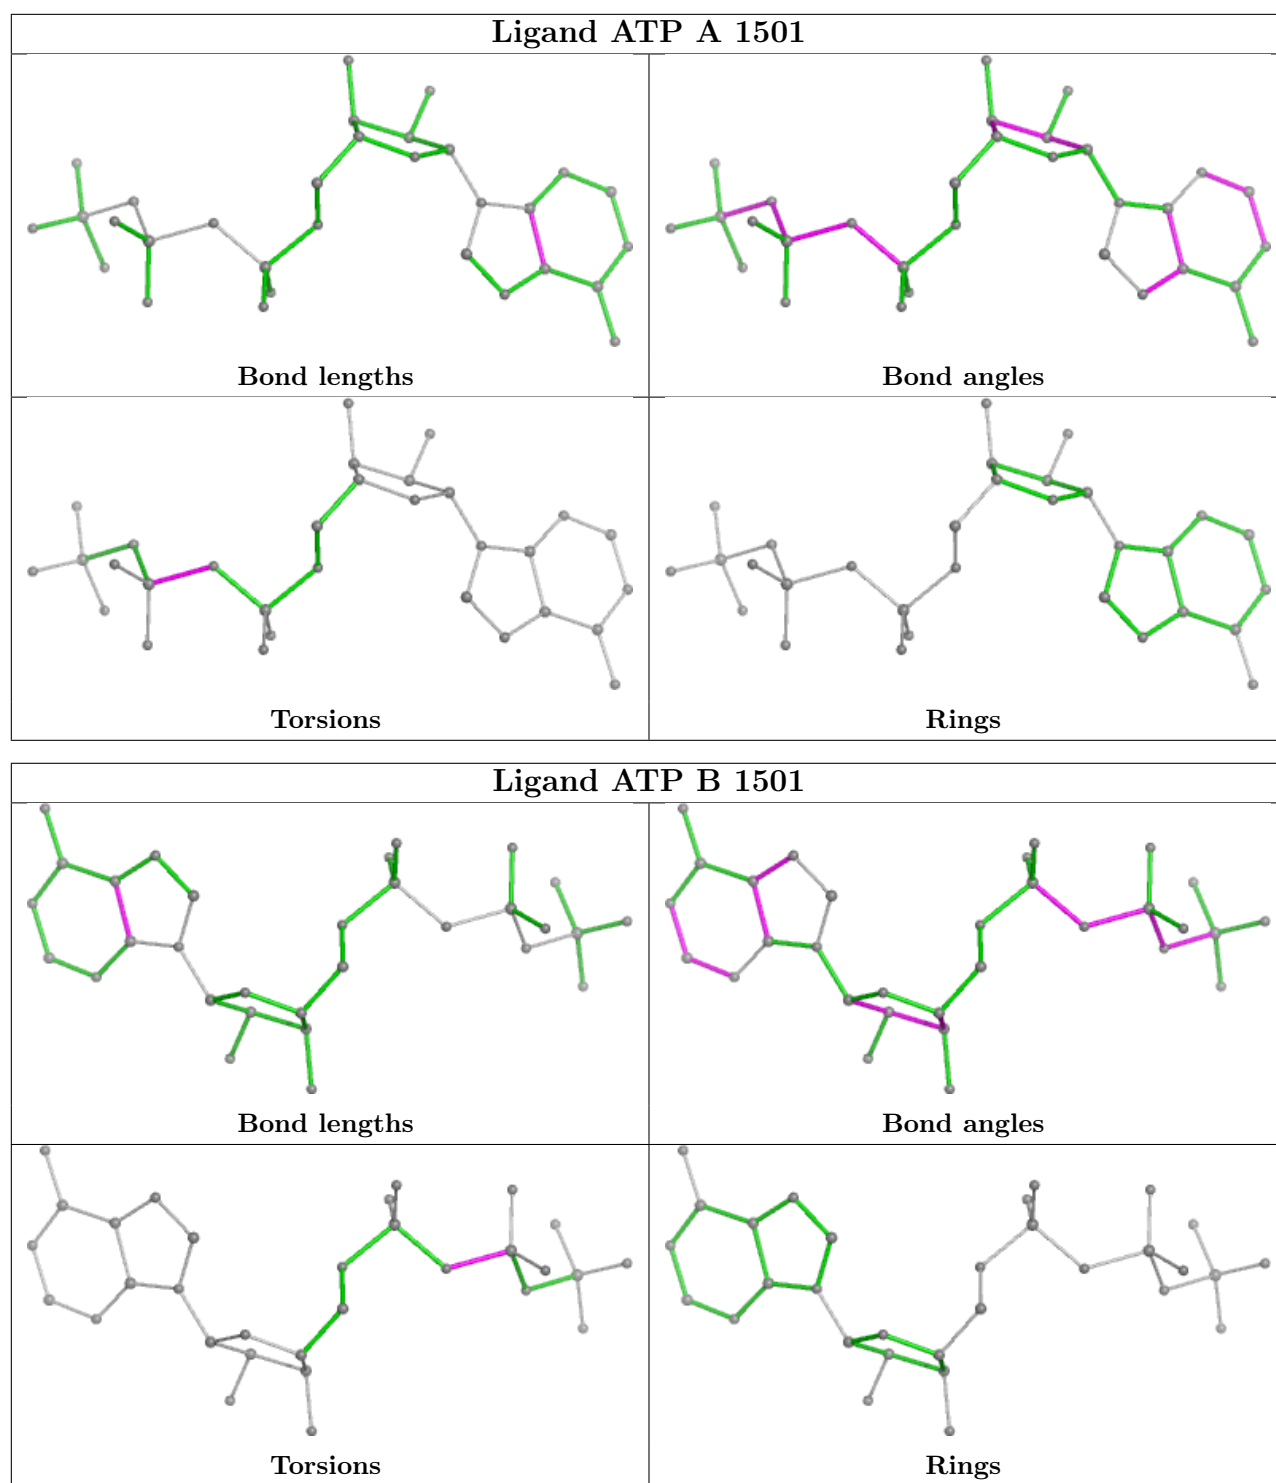 Ligand ATP A 1501
Bond lengths
Bond angles
Torsions
Rings
Ligand ATP B 1501
Bond lengths
Bond angles
Torsions
Rings